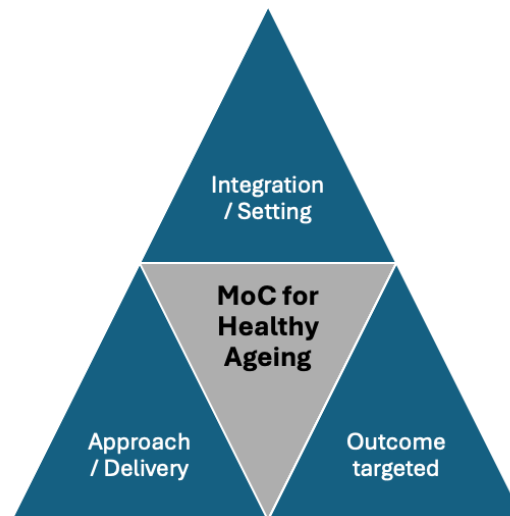 Integration
/ Setting
MoC for
Healthy
Ageing
Approach
/ Delivery
Outcome
targeted